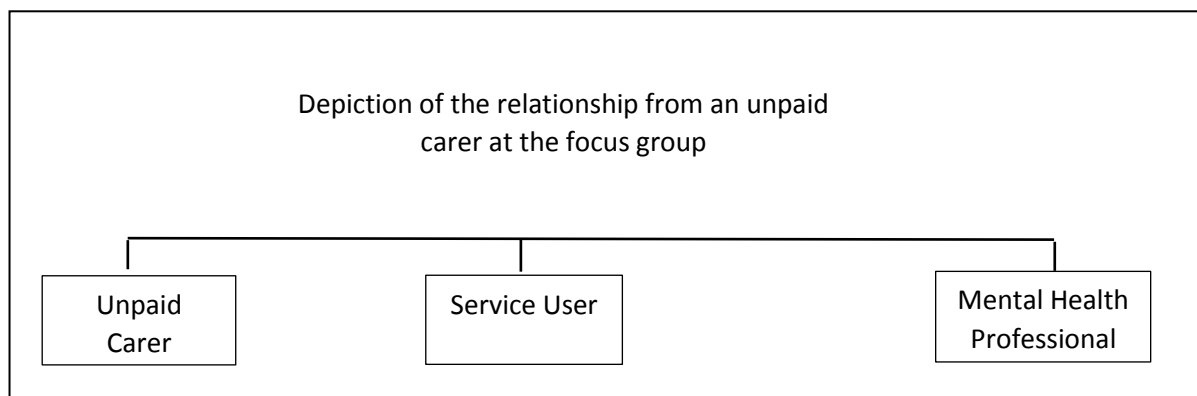 Depiction of the relationship from an unpaid
carer at the focus group
Unpaid
Carer
Service User
Mental Health
Professional